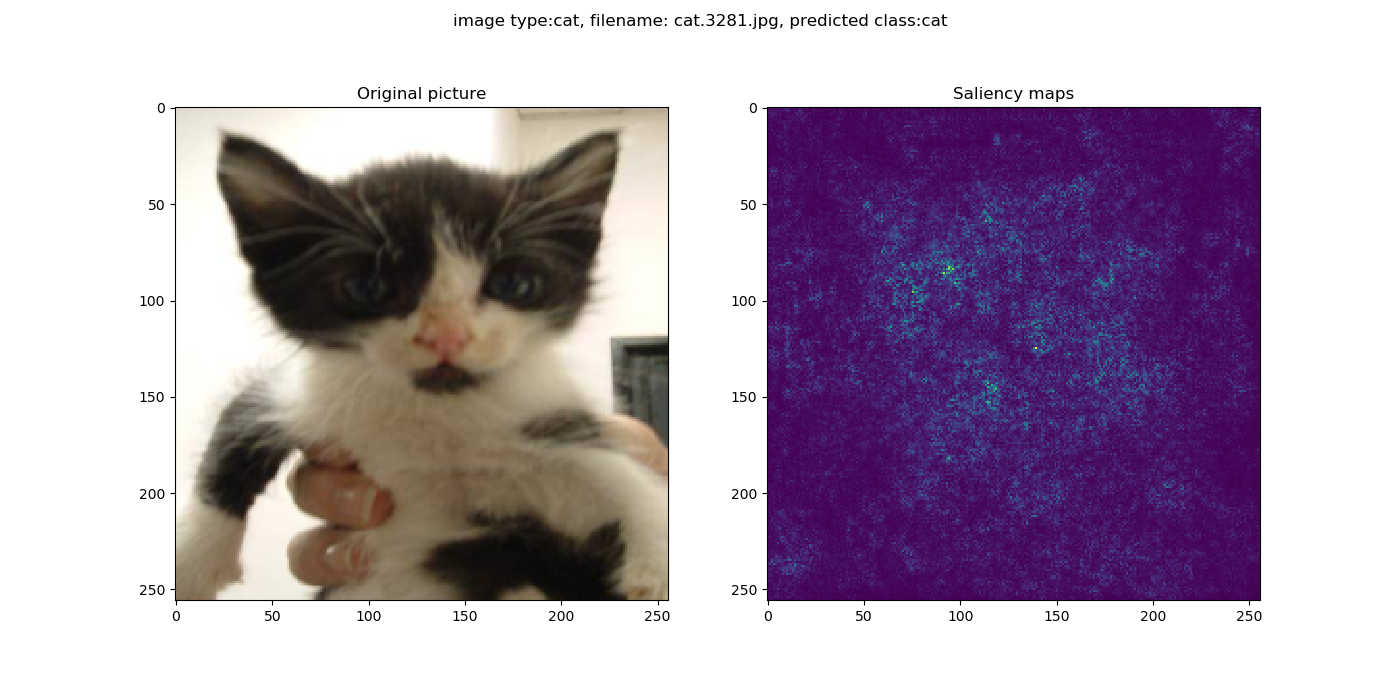 image type:cat, filename: cat.3281.jpg, predicted class:cat
Original picture
0
50
100
150
200
250
0 50 100 150 200 250
Saliency maps
0
50
100
150
200
250
0 50 100 150 200 250